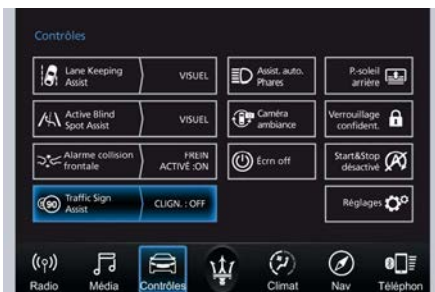 Contrôles
Lane Keeping
Assist
VISUEL
Assist. auto.
Phares
P.-soleil
arrière
Active Blind
Spot Assist
VISUEL
Caméra
ambiance
Verrouillage
confident.
Alarme collision
frontale
FREIN
ACTIVÉ :ON
Écrn off
Start&Stop
désactivé
90
Traffic Sign
Assist
CLIGN. : OFF
Réglages
Radio
Média
Contrôles
Climat
Nav
Téléphon